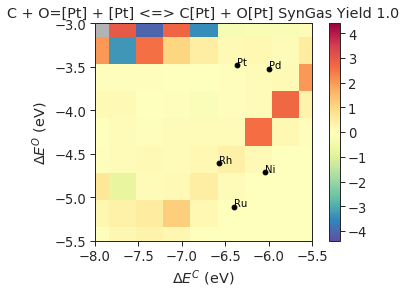 C + O=[Pt] + [Pt] <=> C[Pt] + O[Pt] SynGas Yield 1.0
−3.0
−3.5
−4.0
−4.5
−5.0
−5.5
ΔE^O (eV)
Pt
Pd
Rh
Ni
Ru
−8.0 −7.5 −7.0 −6.5 −6.0 −5.5
ΔE^C (eV)
4
3
2
1
0
−1
−2
−3
−4